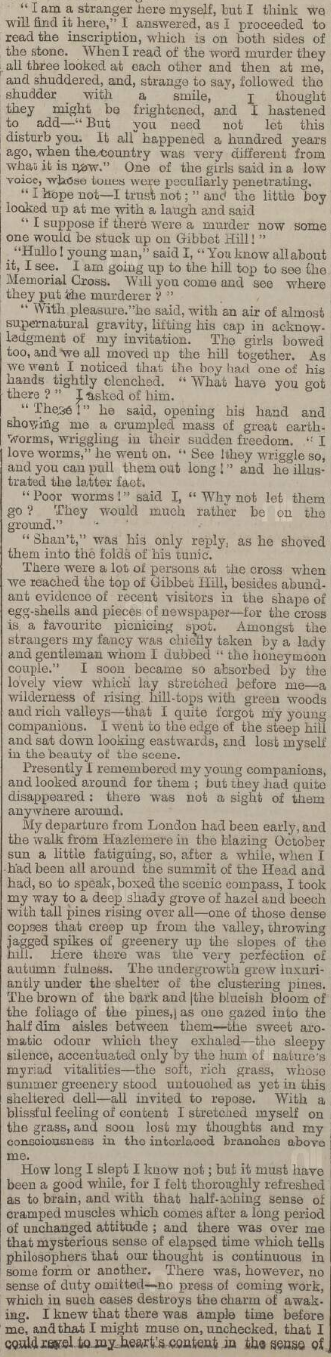 "I am a stranger here myself, but I think we
will find it here," I answered, as I proceeded to
read the inscription, which is on both sides of
the stone. When I read of the word murder they
all three looked at each other and then at me,
and shuddered, and, strange to say, followed the
shudder with a smile, I thought
they might be frightened, and I hastened
to add—"But you need not let this
disturb you. It all happened a hundred years
ago, when the country was very different from
what it is now." One of the girls said in a low
voice, whose tones were peculiarly penetrating.
"I hope not—I trust not;" and the little boy
looked up at me with a laugh and said
"I suppose if there were a murder now some
one would be stuck up on Gibbet Hill!"
"Hullo! young man," said I, "You know all about
it, I see. I am going up to the hill top to see the
Memorial Cross. Will you come and see where
they put the murderer?"
"With pleasure."he said, with an air of almost
supernatural gravity, lifting his cap in acknow-
ledgment of my invitation. The girls bowed
too, and we all moved up the hill together. As
we went I noticed that the boy had one of his
hands tightly clenched. "What have you got
there?" I asked of him.
"These!" he said, opening his hand and
showing me a crumpled mass of great earth-
worms, wriggling in their sudden freedom. "I
love worms," he went on. "See! they wriggle so,
and you can pull them out long!" and he illus-
trated the latter fact.
"Poor worms!" said I, "Why not let them
go? They would much rather be on the
ground."
"Shan't," was his only reply, as he shoved
them into the folds of his tunic.
There were a lot of persons at the cross when
we reached the top of Gibbet Hill, besides abund-
ant evidence of recent visitors in the shape of
egg-shells and pieces of newspaper—for the cross
is a favourite picnicing spot. Amongst the
strangers my fancy was chiefly taken by a lady
and gentleman whom I dubbed "the honeymoon
couple." I soon became so absorbed by the
lovely view which lay stretched before me—a
wilderness of rising hill-tops with green woods
and rich valleys—that I quite forgot my young
companions. I went to the edge of the steep hill
and sat down looking eastwards, and lost myself
in the beauty of the scene.
Presently I remembered my young companions,
and looked around for them; but they had quite
disappeared: there was not a sight of them
anywhere around.
My departure from London had been early, and
the walk from Hazlemere in the blazing October
sun a little fatiguing, so, after a while, when I
had been all around the summit of the Head and
had, so to speak, boxed the scenic compass, I took
my way to a deep shady grove of hazel and beech
with tall pines rising over all—one of those dense
copses that creep up from the valley, throwing
jagged spikes of greenery up the slopes of the
hill. Here there was the very perfection of
autumn fulness. The undergrowth grew luxuri-
antly under the shelter of the clustering pines.
The brown of the bark and the blueish bloom of
the foliage of the pines, as one gazed into the
half dim aisles between them—the sweet aro-
matic odour which they exhaled—the sleepy
silence, accentuated only by the hum of nature's
myriad vitalities—the soft, rich grass, whose
summer greenery stood untouched as yet in this
sheltered dell—all invited to repose. With a
blissful feeling of content I stretched myself on
the grass, and soon lost my thoughts and my
consciousness in the interlaced branches above
me.
How long I slept I know not; but it must have
been a good while, for I felt thoroughly refreshed
as to brain, and with that half-aching sense of
cramped muscles which comes after a long period
of unchanged attitude; and there was over me
that mysterious sense of elapsed time which tells
philosophers that our thought is continuous in
some form or another. There was, however, no
sense of duty omitted—no press of coming work,
which in such cases destroys the charm of awak-
ing. I knew that there was ample time before
me, and that I might muse on, unchecked, that I
could revel to my heart's content in the sense of